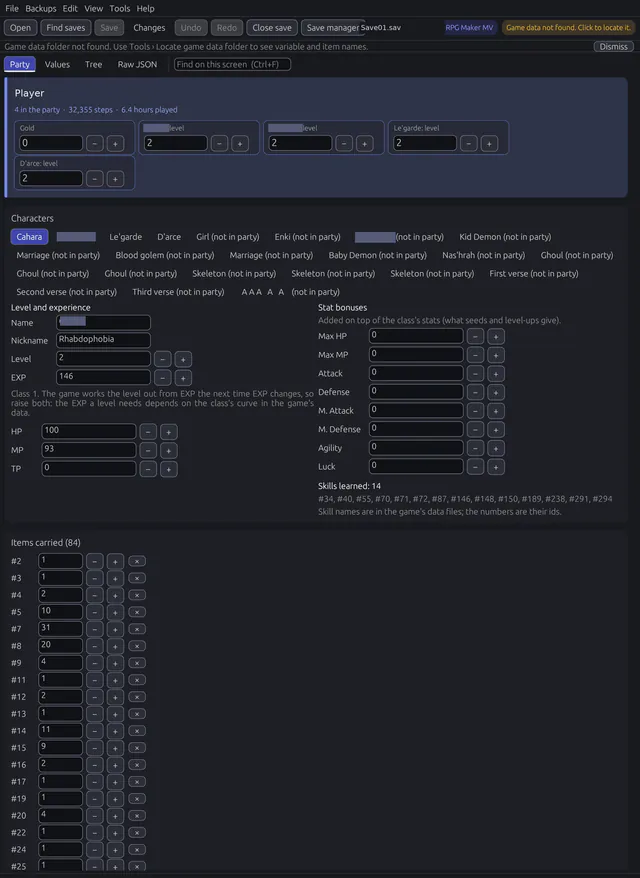 File Backups Edit View Tools Help
Open Find saves Save Changes Undo Redo Close save Save manager Save01.sav RPG Maker MV Game data not found. Click to locate it.
Game data folder not found. Use Tools › Locate game data folder to see variable and item names. Dismiss
Party Values Tree Raw JSON Find on this screen (Ctrl+F)
Player
4 in the party · 32,355 steps · 6.4 hours played
Gold level level Le'garde: level
0 − + 2 − + 2 − + 2 − +
D'arce: level
2 − +
Characters
Cahara Le'garde D'arce Girl (not in party) Enki (not in party) (not in party) Kid Demon (not in party)
Marriage (not in party) Blood golem (not in party) Marriage (not in party) Baby Demon (not in party) Nas'hrah (not in party) Ghoul (not in party)
Ghoul (not in party) Ghoul (not in party) Skeleton (not in party) Skeleton (not in party) Skeleton (not in party) First verse (not in party)
Second verse (not in party) Third verse (not in party) A A A A A (not in party)
Level and experience
Name
Nickname Rhabdophobia
Level 2 − +
EXP 146 − +
Class 1. The game works the level out from EXP the next time EXP changes, so
raise both: the EXP a level needs depends on the class's curve in the game's
data.
HP 100 − +
MP 93 − +
TP 0 − +
Stat bonuses
Added on top of the class's stats (what seeds and level-ups give).
Max HP 0 − +
Max MP 0 − +
Attack 0 − +
Defense 0 − +
M. Attack 0 − +
M. Defense 0 − +
Agility 0 − +
Luck 0 − +
Skills learned: 14
#34, #40, #55, #70, #71, #72, #87, #146, #148, #150, #189, #238, #291, #294
Skill names are in the game's data files; the numbers are their ids.
Items carried (84)
#2 1 − + ×
#3 1 − + ×
#4 2 − + ×
#5 10 − + ×
#7 31 − + ×
#8 20 − + ×
#9 4 − + ×
#11 1 − + ×
#12 2 − + ×
#13 1 − + ×
#14 11 − + ×
#15 9 − + ×
#16 2 − + ×
#17 1 − + ×
#19 1 − + ×
#20 4 − + ×
#22 1 − + ×
#24 1 − + ×
#25 1 − + ×